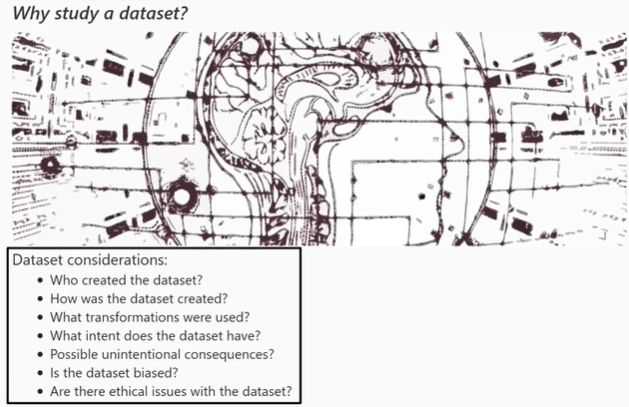 Why study a dataset?
Dataset considerations:
• Who created the dataset?
• How was the dataset created?
• What transformations were used?
• What intent does the dataset have?
• Possible unintentional consequences?
• Is the dataset biased?
• Are there ethical issues with the dataset?